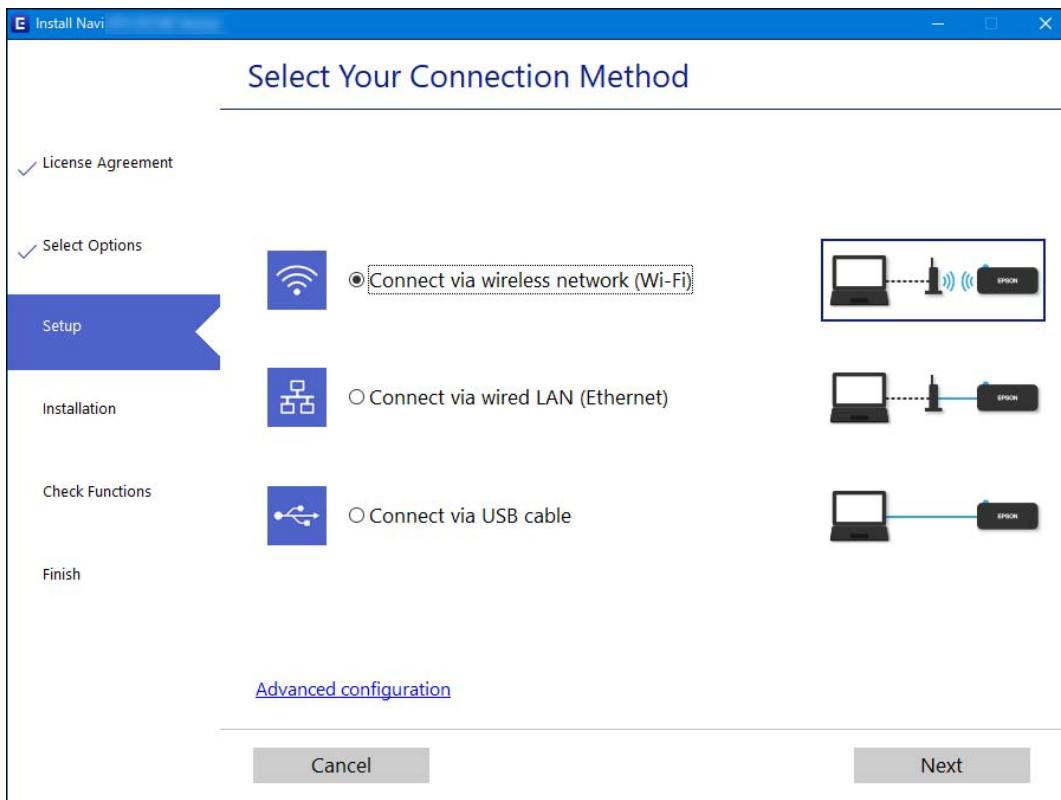 E Install Navi
Select Your Connection Method
License Agreement
Select Options
Setup
Installation
Check Functions
Finish
Connect via wireless network (Wi-Fi)
EPSON
Connect via wired LAN (Ethernet)
EPSON
Connect via USB cable
EPSON
Advanced configuration
Cancel
Next